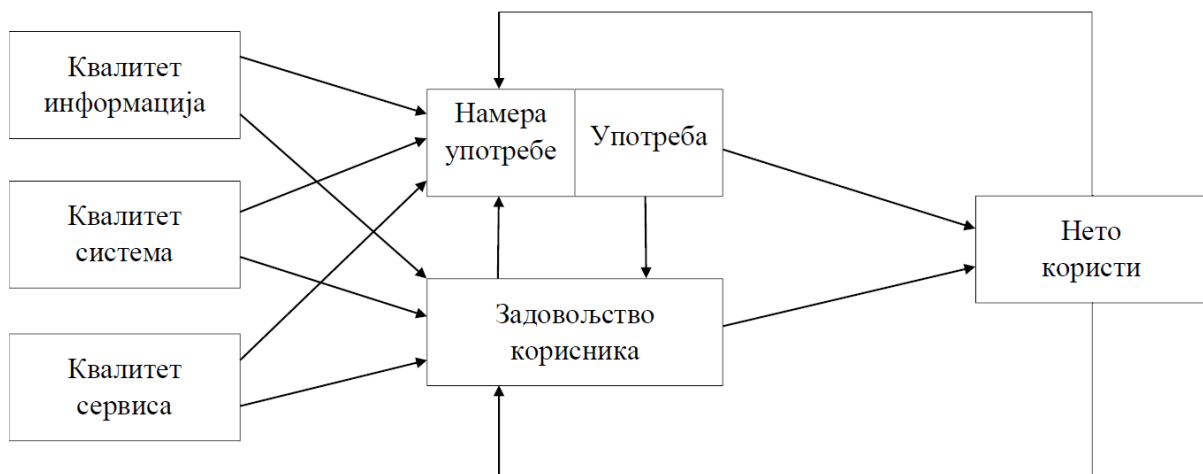 Квалитет
информација
Намера
употребе
Употреба
Квалитет
система
Нето
користи
Задовољство
корисника
Квалитет
сервиса